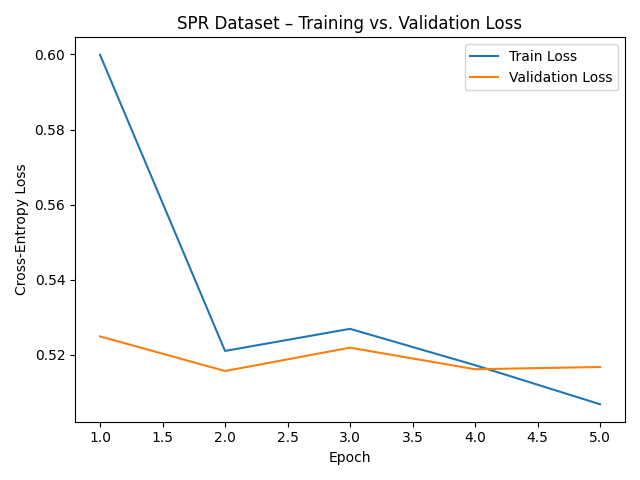 SPR Dataset – Training vs. Validation Loss
Train Loss
Validation Loss
Cross-Entropy Loss
0.60
0.58
0.56
0.54
0.52
1.0 1.5 2.0 2.5 3.0 3.5 4.0 4.5 5.0
Epoch